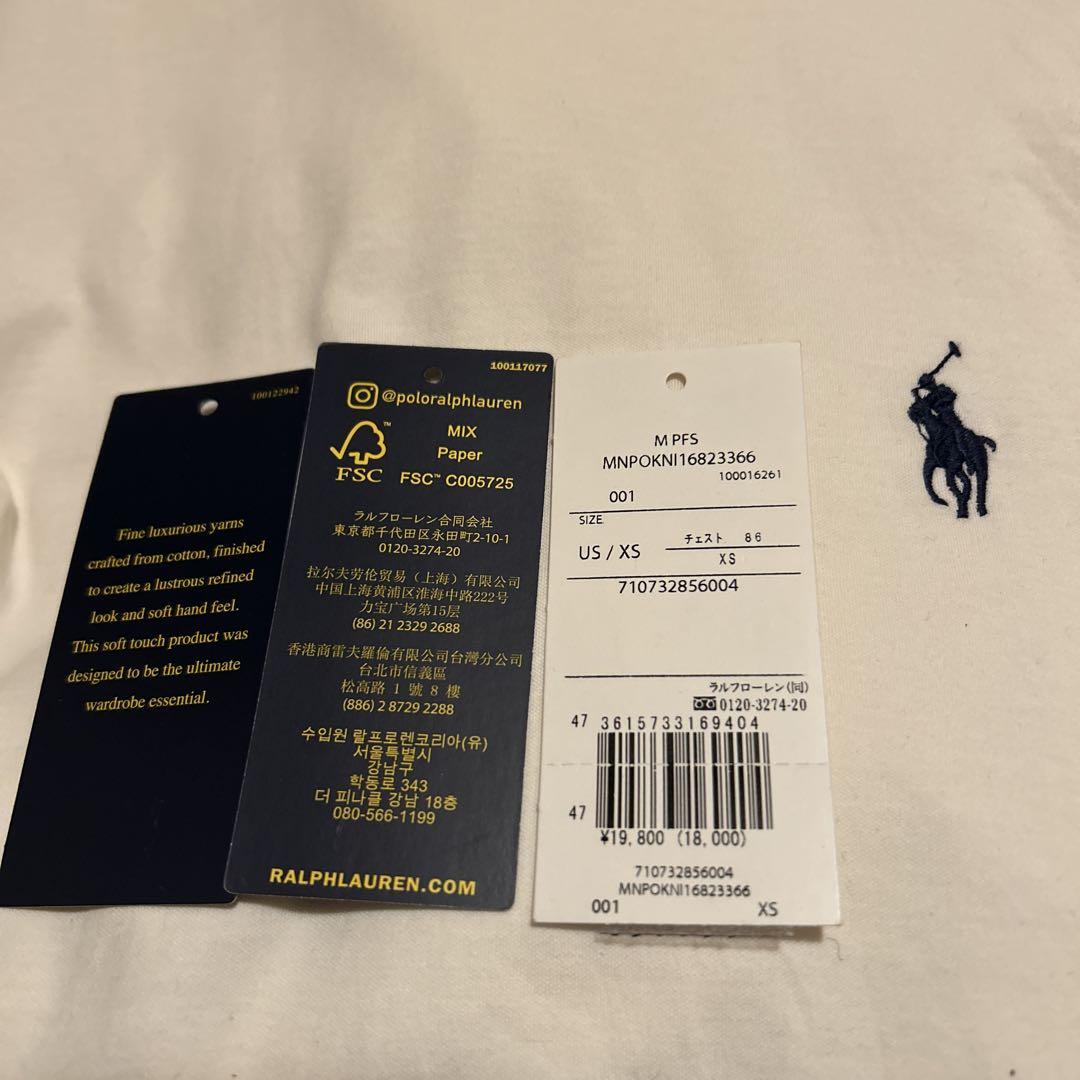 100122942
Fine luxurious yarns
crafted from cotton, finished
to create a lustrous refined
look and soft hand feel.
This soft touch product was
designed to be the ultimate
wardrobe essential.
100117077
@poloralphlauren
FSC™
MIX
Paper
FSC™ C005725
ラルフローレン合同会社
東京都千代田区永田町2-10-1
0120-3274-20
拉尔夫劳伦贸易（上海）有限公司
中国上海黄浦区淮海中路222号
力宝广场第15层
(86) 21 2329 2688
香港商雷夫羅倫有限公司台灣分公司
台北市信義區
松高路 1 號 8 樓
(886) 2 8729 2288
수입원 랄프로렌코리아(유)
서울특별시
강남구
학동로 343
더 피나클 강남 18층
080-566-1199
RALPHLAUREN.COM
M PFS
MNPOKNI16823366
100016261
001
SIZE
US / XS
チェスト 86
XS
710732856004
ラルフローレン(同)
0120-3274-20
47 3615733169404
47
¥19,800 (18,000)
710732856004
MNPOKNI16823366
001 XS